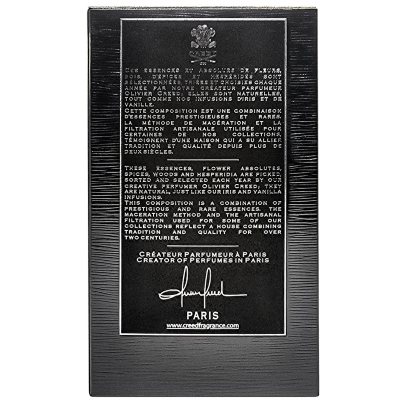 CREED
CES ESSENCES ET ABSOLUES DE FLEURS,
BOIS, D'ÉPICES ET HESPÉRIDÉS SONT
SÉLECTIONNÉES, TRIÉES ET CHOISIES CHAQUE
ANNÉE PAR NOTRE CRÉATEUR PARFUMEUR
OLIVIER CREED; ELLES SONT NATURELLES,
TOUT COMME NOS INFUSIONS D'IRIS ET DE
VANILLE.
CETTE COMPOSITION EST UNE COMBINAISON
D'ESSENCES PRESTIGIEUSES ET RARES.
LA MÉTHODE DE MACÉRATION ET LA
FILTRATION ARTISANALE UTILISÉE POUR
CERTAINES DE NOS COLLECTIONS,
TÉMOIGNENT D'UNE MAISON QUI A SU ALLIER
TRADITION ET QUALITÉ DEPUIS PLUS DE
DEUX SIÈCLES.
THESE ESSENCES, FLOWER ABSOLUTES,
SPICES, WOODS AND HESPERIDIA ARE PICKED,
SORTED AND SELECTED EACH YEAR BY OUR
CREATIVE PERFUMER OLIVIER CREED; THEY
ARE NATURAL, JUST LIKE OUR IRIS AND VANILLA
INFUSIONS.
THIS COMPOSITION IS A COMBINATION OF
PRESTIGIOUS AND RARE ESSENCES. THE
MACERATION METHOD AND THE ARTISANAL
FILTRATION USED FOR SOME OF OUR
COLLECTIONS REFLECT A HOUSE COMBINING
TRADITION AND QUALITY FOR OVER
TWO CENTURIES.
CRÉATEUR PARFUMEUR À PARIS
CREATOR OF PERFUMES IN PARIS
PARIS
www.creedfragrance.com